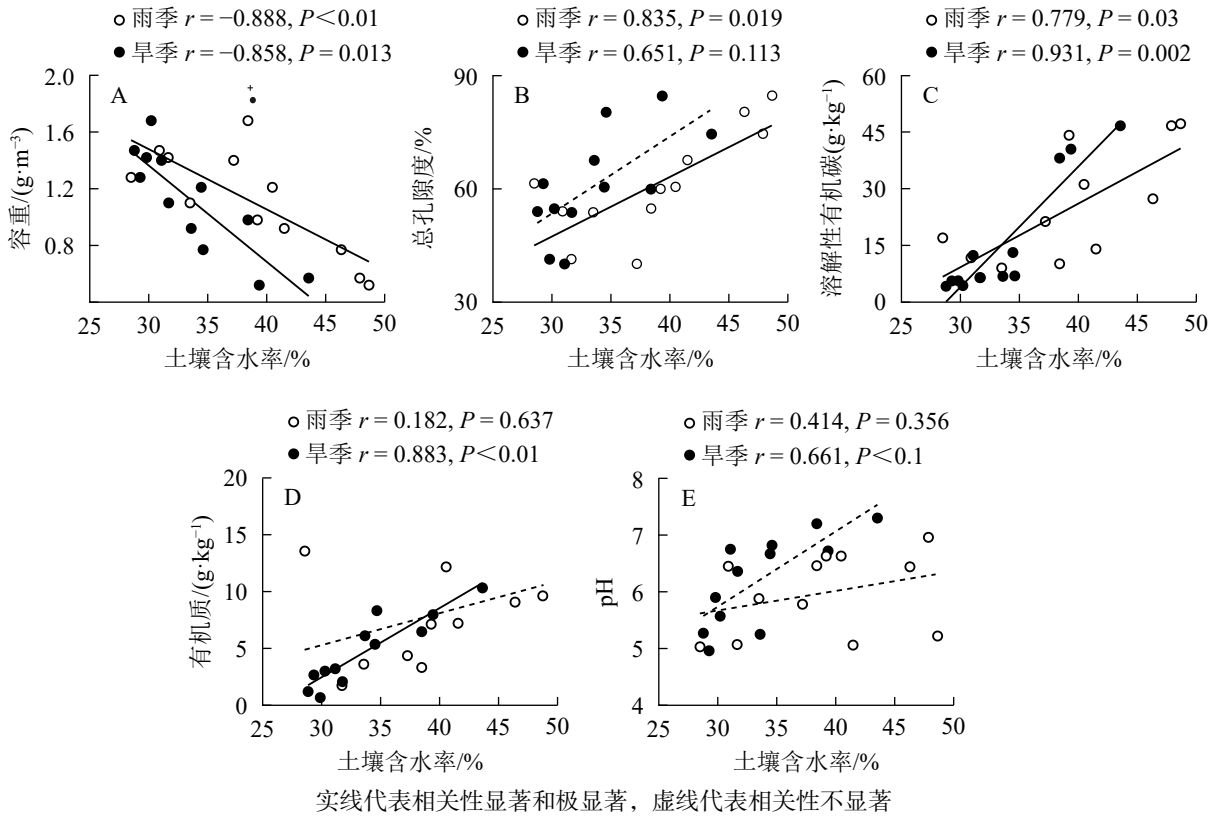 雨季 r = −0.888, P＜0.01
旱季 r = −0.858, P = 0.013
雨季 r = 0.835, P = 0.019
旱季 r = 0.651, P = 0.113
雨季 r = 0.779, P = 0.03
旱季 r = 0.931, P = 0.002
A
容重/(g·m⁻³)
2.0
1.6
1.2
0.8
25 30 35 40 45 50
土壤含水率/%
B
总孔隙度/%
90
60
30
25 30 35 40 45 50
土壤含水率/%
C
溶解性有机碳(g·kg⁻¹)
60
45
30
15
0
25 30 35 40 45 50
土壤含水率/%
雨季 r = 0.182, P = 0.637
旱季 r = 0.883, P＜0.01
雨季 r = 0.414, P = 0.356
旱季 r = 0.661, P＜0.1
D
有机质/(g·kg⁻¹)
20
15
10
5
0
25 30 35 40 45 50
土壤含水率/%
E
pH
8
7
6
5
4
25 30 35 40 45 50
土壤含水率/%
实线代表相关性显著和极显著，虚线代表相关性不显著